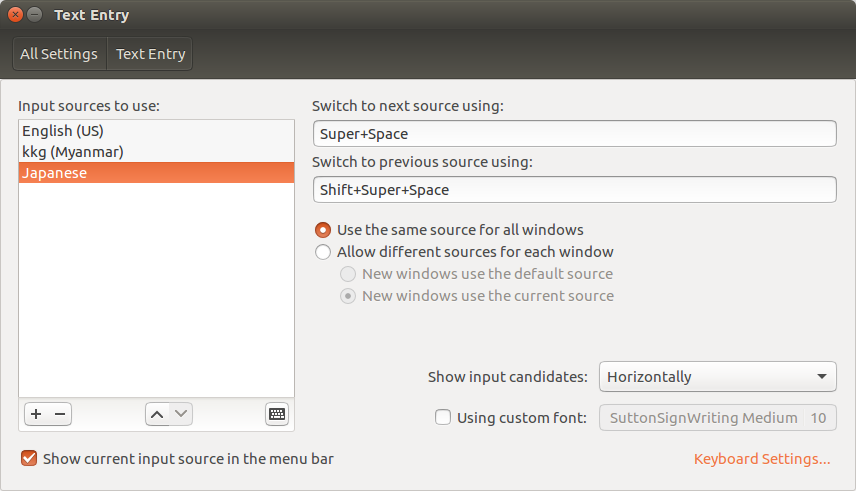 Text Entry
All Settings
Text Entry
Input sources to use:
English (US)
kkg (Myanmar)
Japanese
Show current input source in the menu bar
Switch to next source using:
Super+Space
Switch to previous source using:
Shift+Super+Space
Use the same source for all windows
Allow different sources for each window
New windows use the default source
New windows use the current source
Show input candidates: Horizontally
Using custom font: SuttonSignWriting Medium 10
Keyboard Settings...